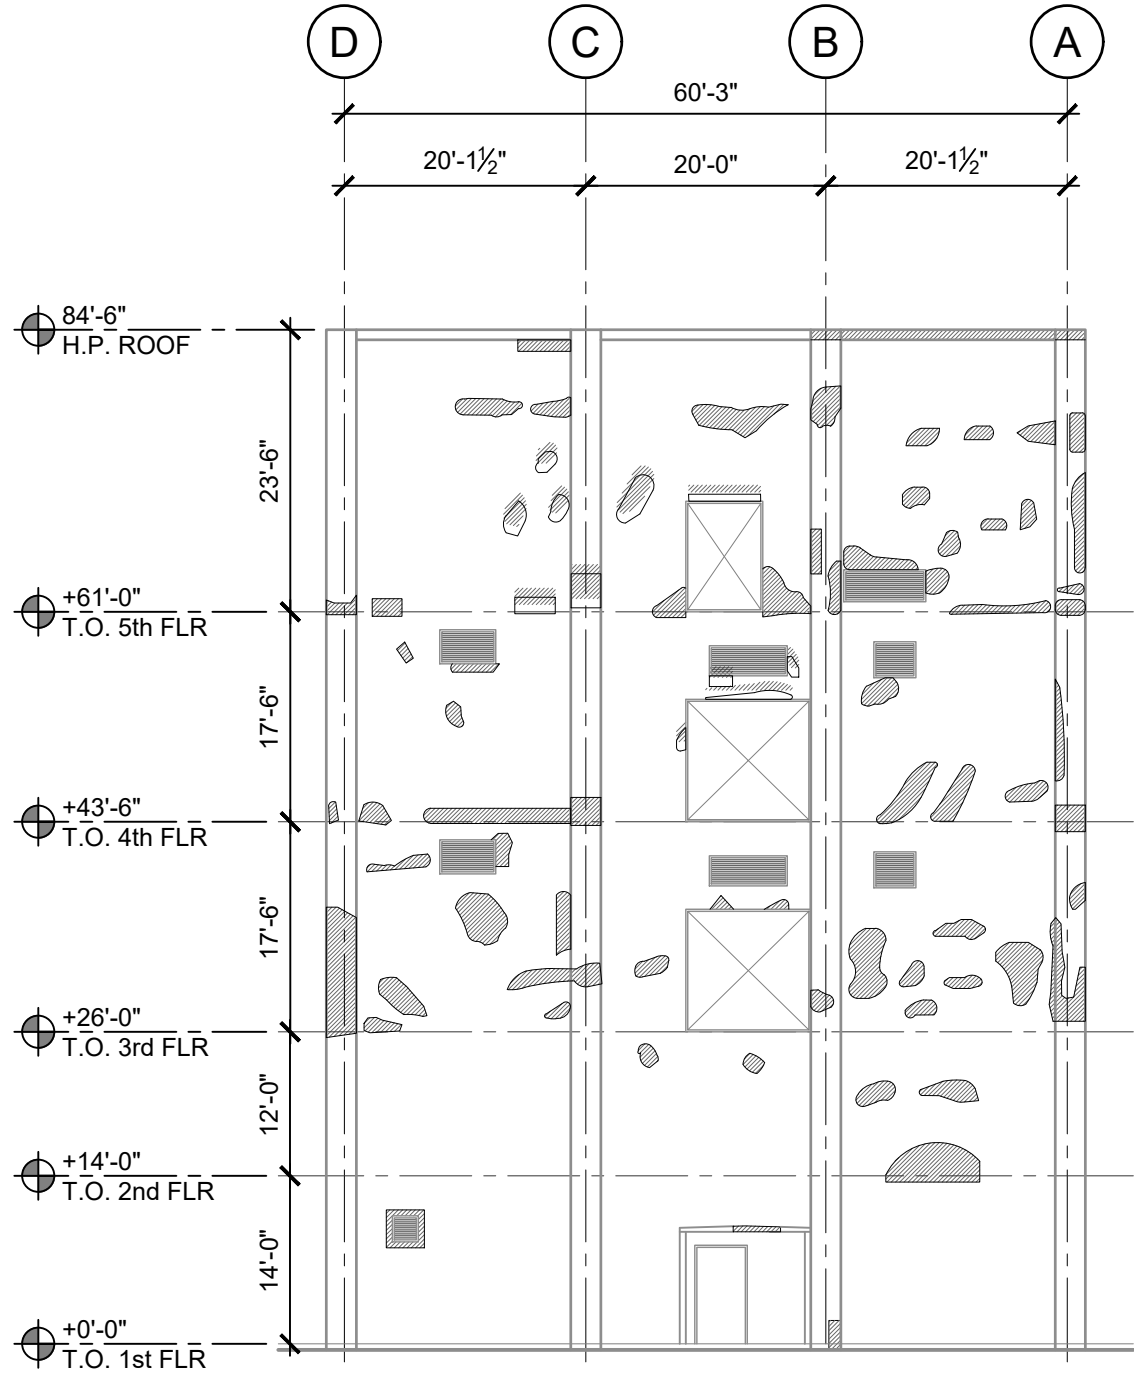 D C B A
60'-3"
20'-1½" 20'-0" 20'-1½"
84'-6"
H.P. ROOF
23'-6"
+61'-0"
T.O. 5th FLR
17'-6"
+43'-6"
T.O. 4th FLR
17'-6"
+26'-0"
T.O. 3rd FLR
12'-0"
+14'-0"
T.O. 2nd FLR
14'-0"
+0'-0"
T.O. 1st FLR